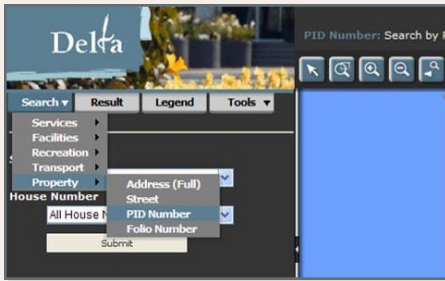 Delta
PID Number: Search by
Search ▾ Result Legend Tools ▾
Services
Facilities
Recreation
Transport
Property
Address (Full)
Street
PID Number
Folio Number
House Number
All House
Submit